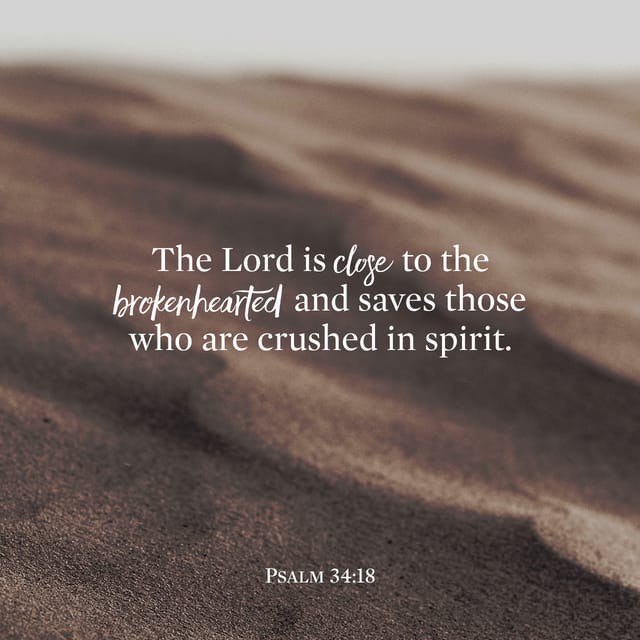 The Lord is close to the
brokenhearted and saves those
who are crushed in spirit.
Psalm 34:18